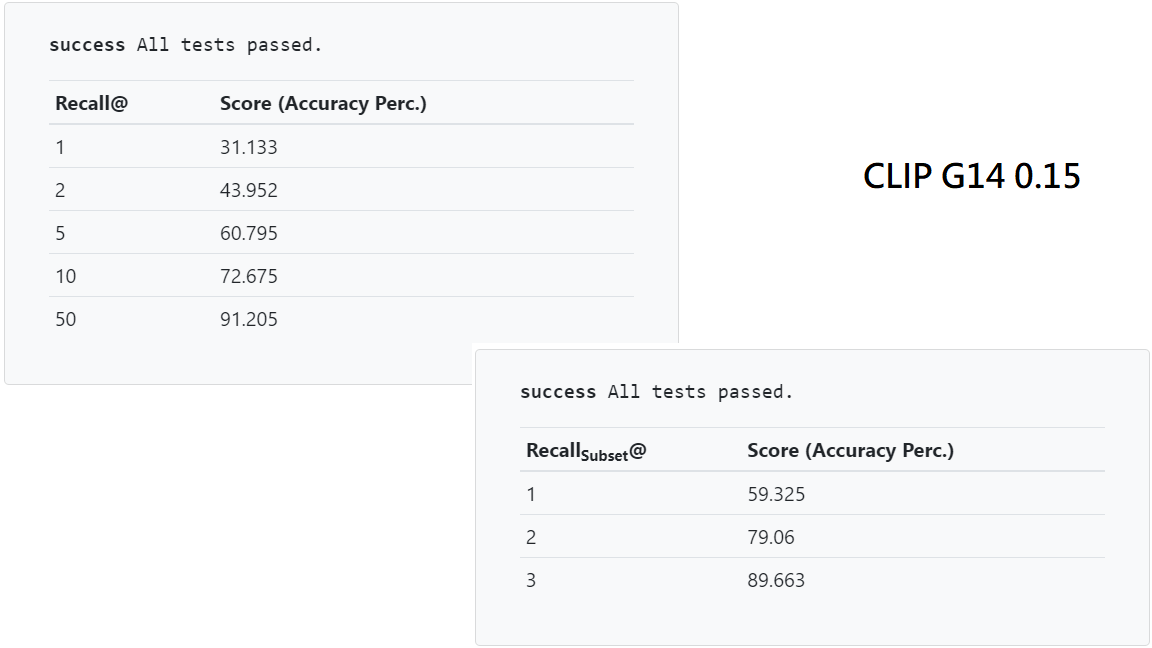 success All tests passed.
Recall@ Score (Accuracy Perc.)
1 31.133
2 43.952
5 60.795
10 72.675
50 91.205
CLIP G14 0.15
success All tests passed.
RecallSubset@ Score (Accuracy Perc.)
1 59.325
2 79.06
3 89.663